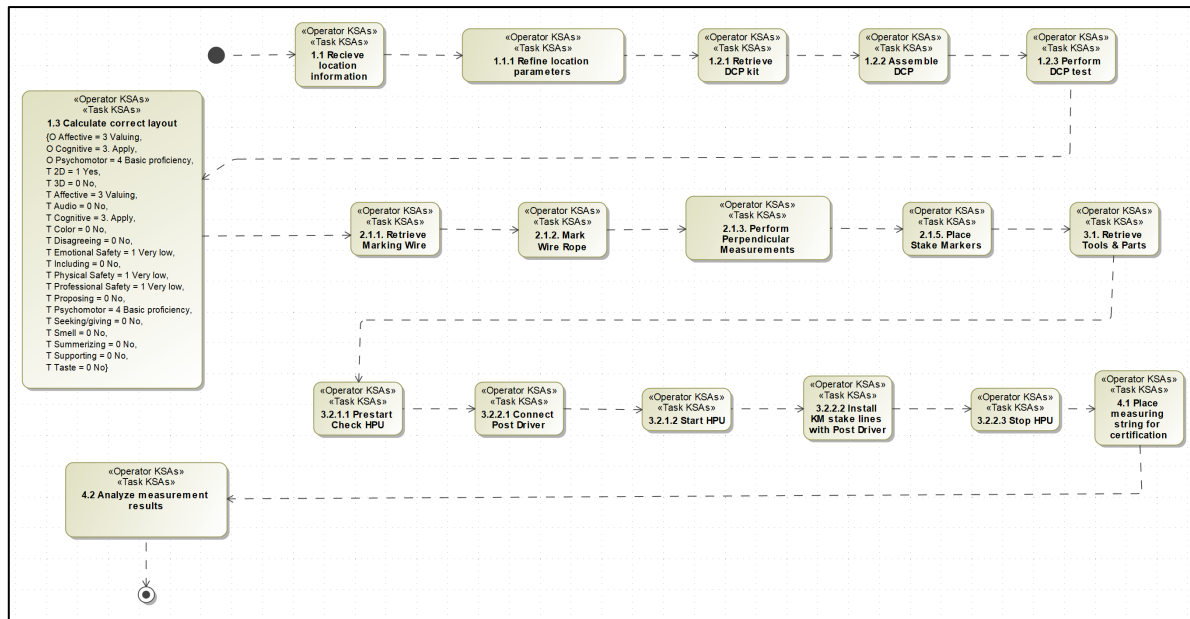 «Operator KSAs»
«Task KSAs»
1.1 Recieve
location
information
«Operator KSAs»
«Task KSAs»
1.1.1 Refine location
parameters
«Operator KSAs»
«Task KSAs»
1.2.1 Retrieve
DCP kit
«Operator KSAs»
«Task KSAs»
1.2.2 Assemble
DCP
«Operator KSAs»
«Task KSAs»
1.2.3 Perform
DCP test
«Operator KSAs»
«Task KSAs»
1.3 Calculate correct layout
{O Affective = 3 Valuing,
O Cognitive = 3. Apply,
O Psychomotor = 4 Basic proficiency,
T 2D = 1 Yes,
T 3D = 0 No,
T Affective = 3 Valuing,
T Audio = 0 No,
T Cognitive = 3. Apply,
T Color = 0 No,
T Disagreeing = 0 No,
T Emotional Safety = 1 Very low,
T Including = 0 No,
T Physical Safety = 1 Very low,
T Professional Safety = 1 Very low,
T Proposing = 0 No,
T Psychomotor = 4 Basic proficiency,
T Seeking/giving = 0 No,
T Smell = 0 No,
T Summerizing = 0 No,
T Supporting = 0 No,
T Taste = 0 No}
«Operator KSAs»
«Task KSAs»
2.1.1. Retrieve
Marking Wire
«Operator KSAs»
«Task KSAs»
2.1.2. Mark
Wire Rope
«Operator KSAs»
«Task KSAs»
2.1.3. Perform
Perpendicular
Measurements
«Operator KSAs»
«Task KSAs»
2.1.5. Place
Stake Markers
«Operator KSAs»
«Task KSAs»
3.1. Retrieve
Tools & Parts
«Operator KSAs»
«Task KSAs»
3.2.1.1 Prestart
Check HPU
«Operator KSAs»
«Task KSAs»
3.2.2.1 Connect
Post Driver
«Operator KSAs»
«Task KSAs»
3.2.1.2 Start HPU
«Operator KSAs»
«Task KSAs»
3.2.2.2 Install
KM stake lines
with Post Driver
«Operator KSAs»
«Task KSAs»
3.2.2.3 Stop HPU
«Operator KSAs»
«Task KSAs»
4.1 Place
measuring
string for
certification
«Operator KSAs»
«Task KSAs»
4.2 Analyze measurement
results